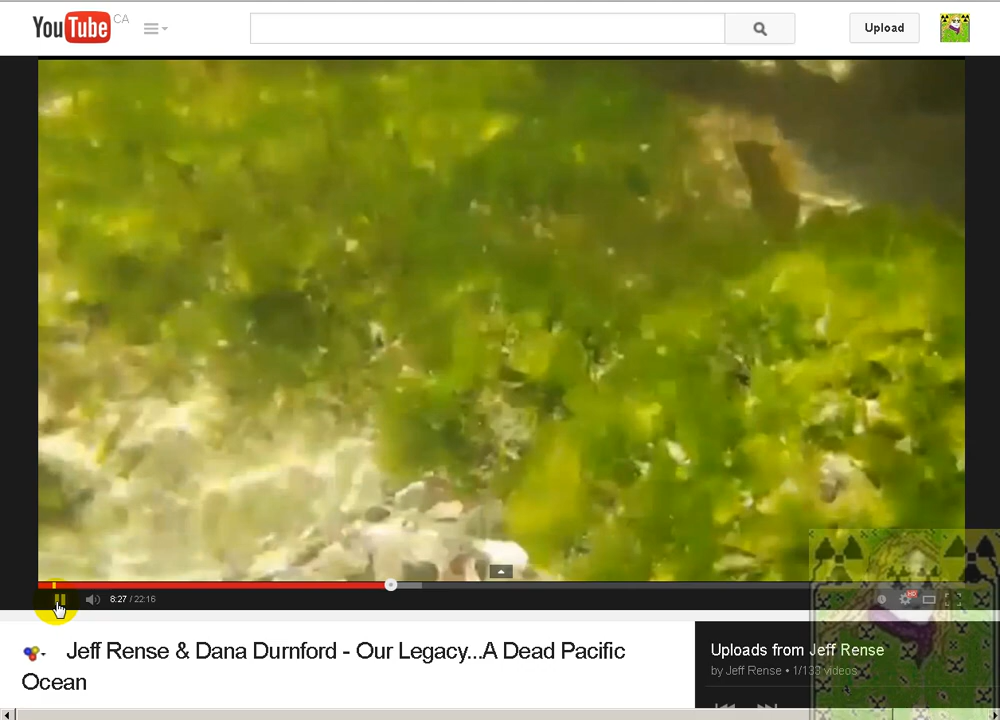 YouTube CA
Upload
8:27 / 22:16
HD
Jeff Rense & Dana Durnford - Our Legacy...A Dead Pacific
Ocean
Uploads from Jeff Rense
by Jeff Rense • 1/133 videos